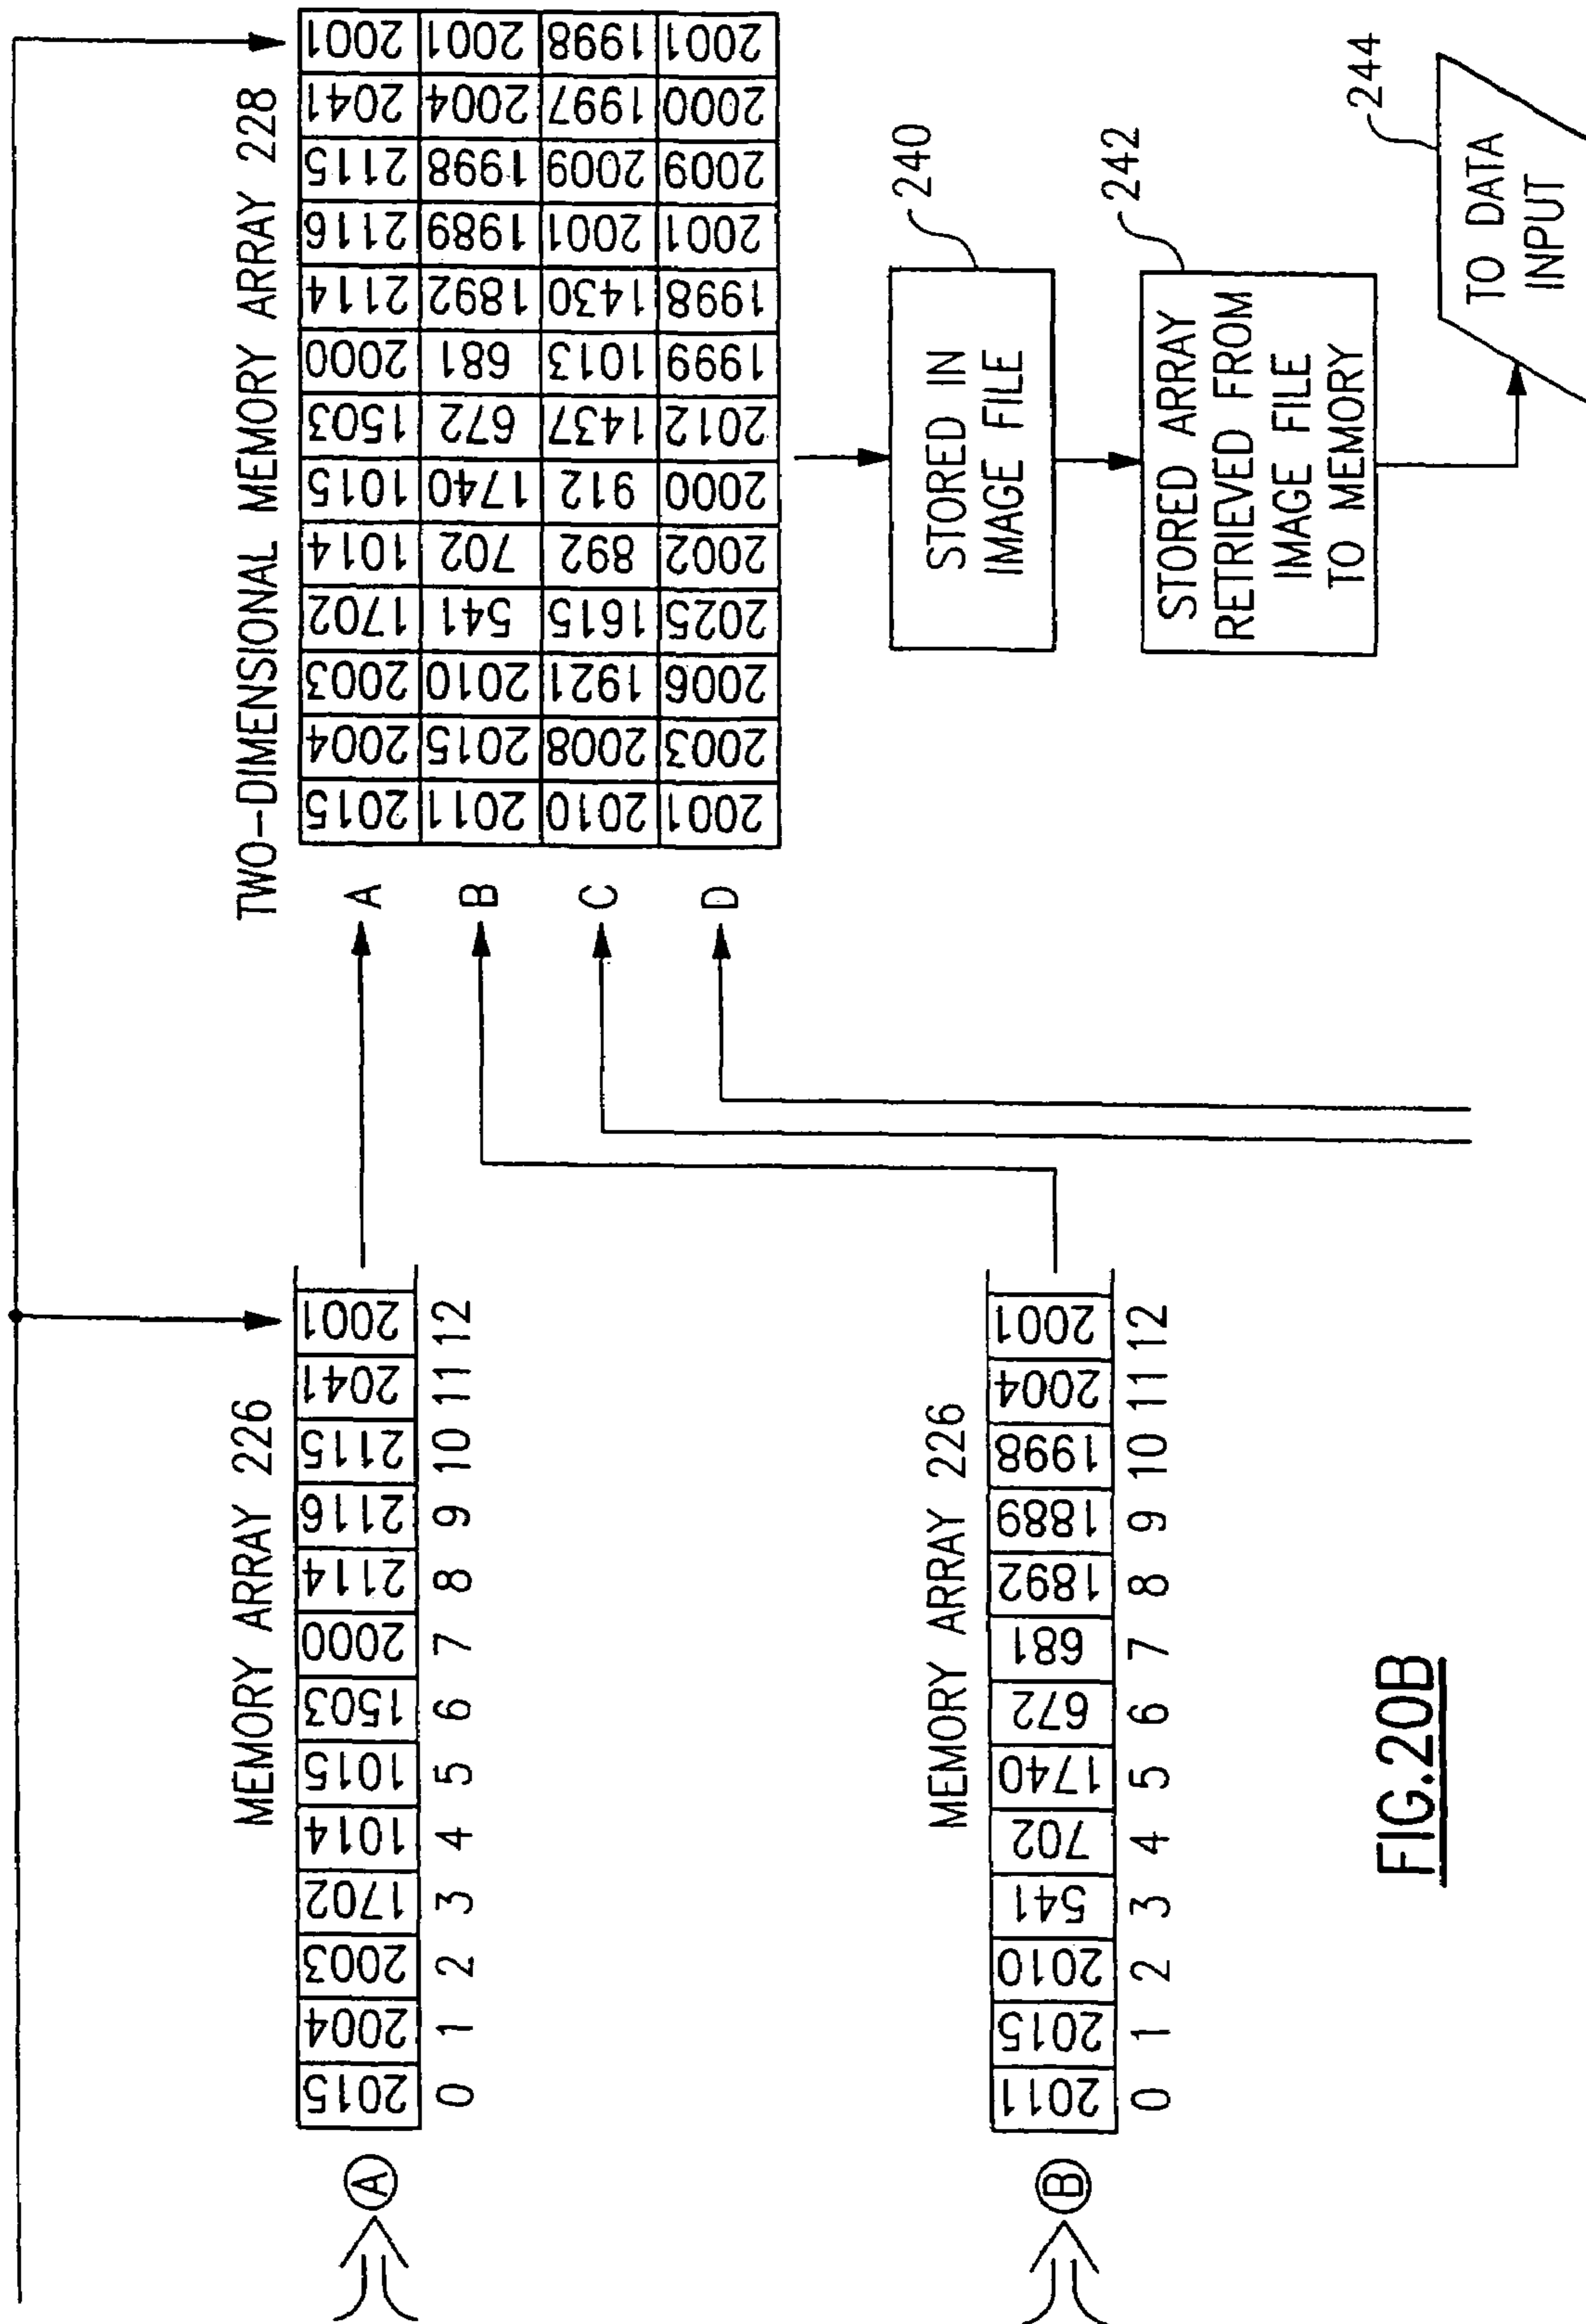 MEMORY ARRAY 226
2015 2004 2003 1702 1014 1015 1503 2000 2114 2116 2115 2041 2001
0 1 2 3 4 5 6 7 8 9 10 11 12
A
MEMORY ARRAY 226
2011 2015 2010 541 702 1740 672 681 1892 1889 1998 2004 2001
0 1 2 3 4 5 6 7 8 9 10 11 12
B
TWO-DIMENSIONAL MEMORY ARRAY 228
A 2015 2004 2003 1702 1014 1015 1503 2000 2114 2116 2115 2041 2001
B 2011 2015 2010 541 702 1740 672 681 1892 1989 1998 2004 2001
C 2010 2008 1921 1615 892 912 1437 1013 1430 2001 2009 1997 1998
D 2001 2003 2006 2025 2002 2000 2012 1999 1998 2001 2009 2000 2001
STORED IN
IMAGE FILE
240
STORED ARRAY
RETRIEVED FROM
IMAGE FILE
TO MEMORY
242
TO DATA
INPUT
244
FIG.20B